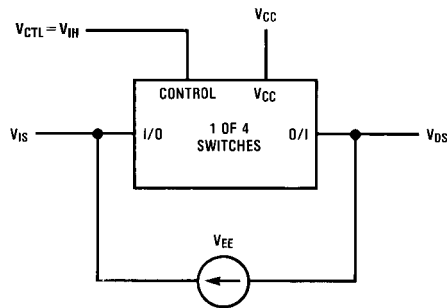 VCC
VCTL = VIH
CONTROL VCC
VIS I/O 1 OF 4 O/I VDS
SWITCHES
VEE